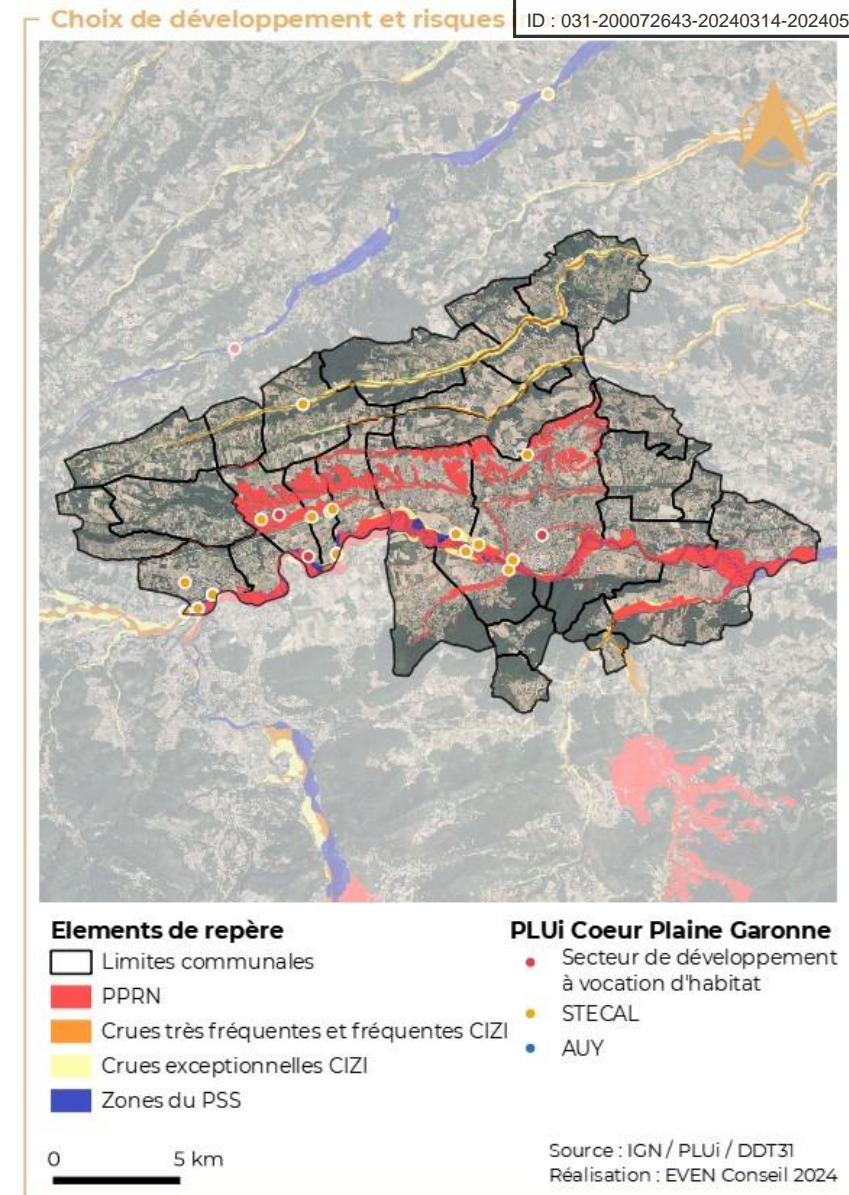 Choix de développement et risques
ID : 031-200072643-20240314-202405
Elements de repère
Limites communales
PPRN
Crues très fréquentes et fréquentes CIZI
Crues exceptionnelles CIZI
Zones du PSS
0 5 km
PLUi Coeur Plaine Garonne
Secteur de développement
à vocation d'habitat
STECAL
AUY
Source : IGN / PLUi / DDT31
Réalisation : EVEN Conseil 2024